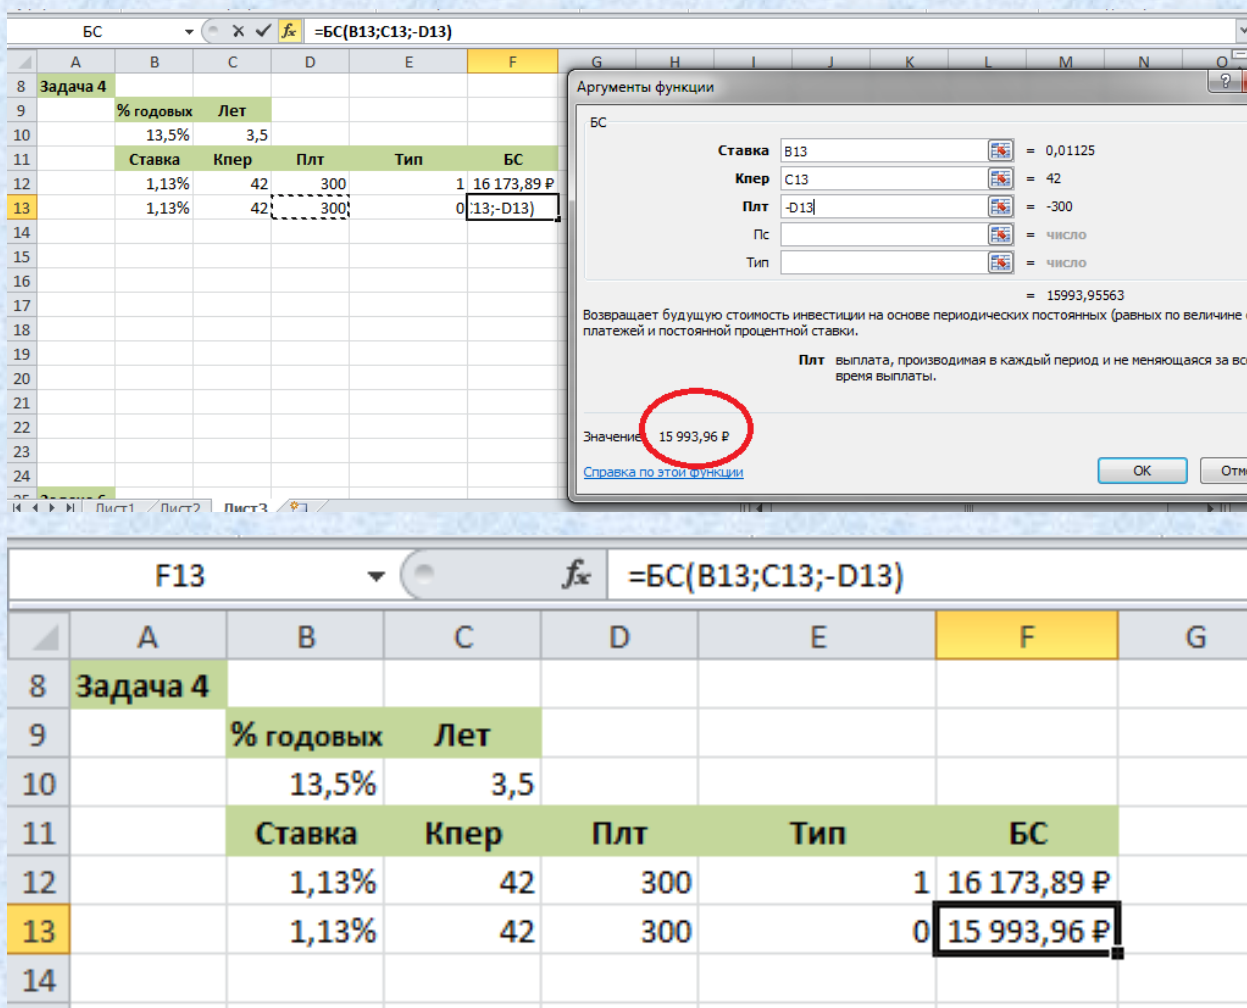 БС =БС(B13;C13;-D13)
A B C D E F G H I J K L M N O
8 Задача 4
9 % годовых Лет
10 13,5% 3,5
11 Ставка Кпер Плт Тип БС
12 1,13% 42 300 1 16 173,89 ₽
13 1,13% 42 300 0 13;-D13)
14
15
16
17
18
19
20
21
22
23
24
Лист1 Лист2 Лист3
Аргументы функции
БС
Ставка B13 = 0,01125
Кпер C13 = 42
Плт -D13 = -300
Пс = число
Тип = число
= 15993,95563
Возвращает будущую стоимость инвестиции на основе периодических постоянных (равных по величине
платежей и постоянной процентной ставки.
Плт выплата, производимая в каждый период и не меняющаяся за
время выплаты.
Значение: 15 993,96 ₽
Справка по этой функции
ОК
F13 fx =БС(B13;C13;-D13)
A B C D E F G
8 Задача 4
9 % годовых Лет
10 13,5% 3,5
11 Ставка Кпер Плт Тип БС
12 1,13% 42 300 1 16 173,89 ₽
13 1,13% 42 300 0 15 993,96 ₽
14